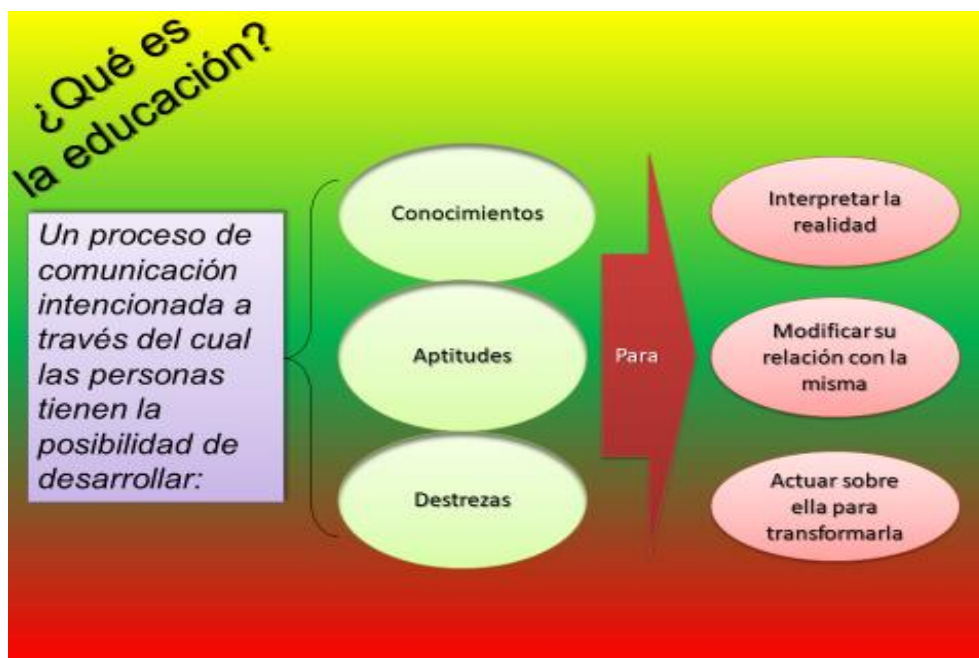 ¿Qué es
la educación?
Un proceso de
comunicación
intencionada a
través del cual
las personas
tienen la
posibilidad de
desarrollar:
Conocimientos
Aptitudes
Destrezas
Para
Interpretar la
realidad
Modificar su
relación con la
misma
Actuar sobre
ella para
transformarla